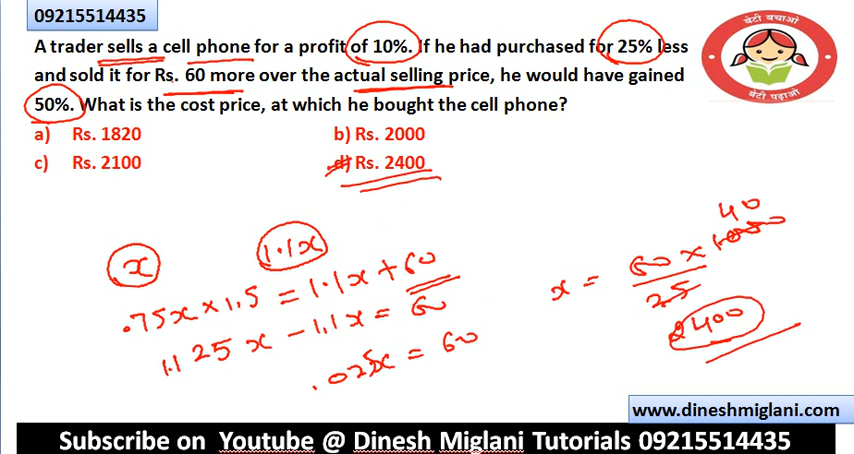 09215514435
A trader sells a cell phone for a profit of 10%. If he had purchased for 25% less
and sold it for Rs. 60 more over the actual selling price, he would have gained
50%. What is the cost price, at which he bought the cell phone?
a) Rs. 1820 b) Rs. 2000
c) Rs. 2100 d) Rs. 2400
बेटी बचाओ
बेटी पढ़ाओ
x 1.1x
.75x × 1.5 = 1.1x + 60
1.125x - 1.1x = 60
.025x = 60
40
x = 60 × 1000
25
2400
www.dineshmiglani.com
Subscribe on Youtube @ Dinesh Miglani Tutorials 09215514435